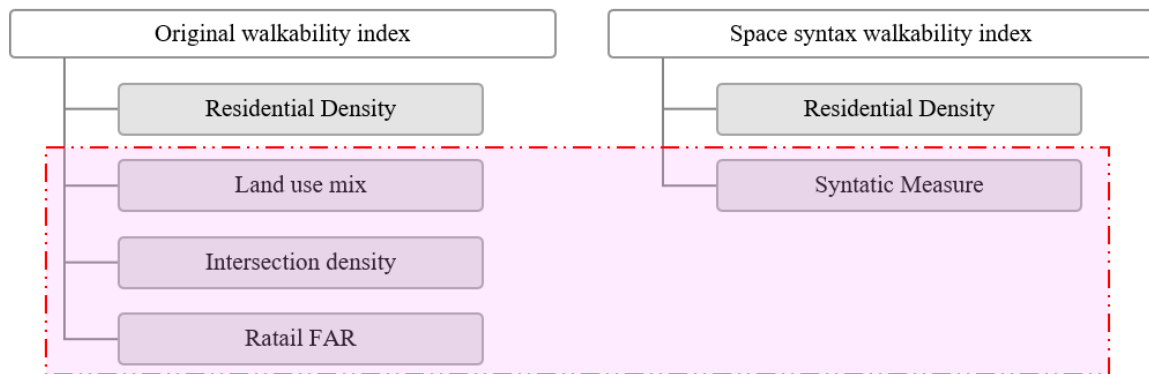 Original walkability index
Residential Density
Land use mix
Intersection density
Ratail FAR
Space syntax walkability index
Residential Density
Syntatic Measure